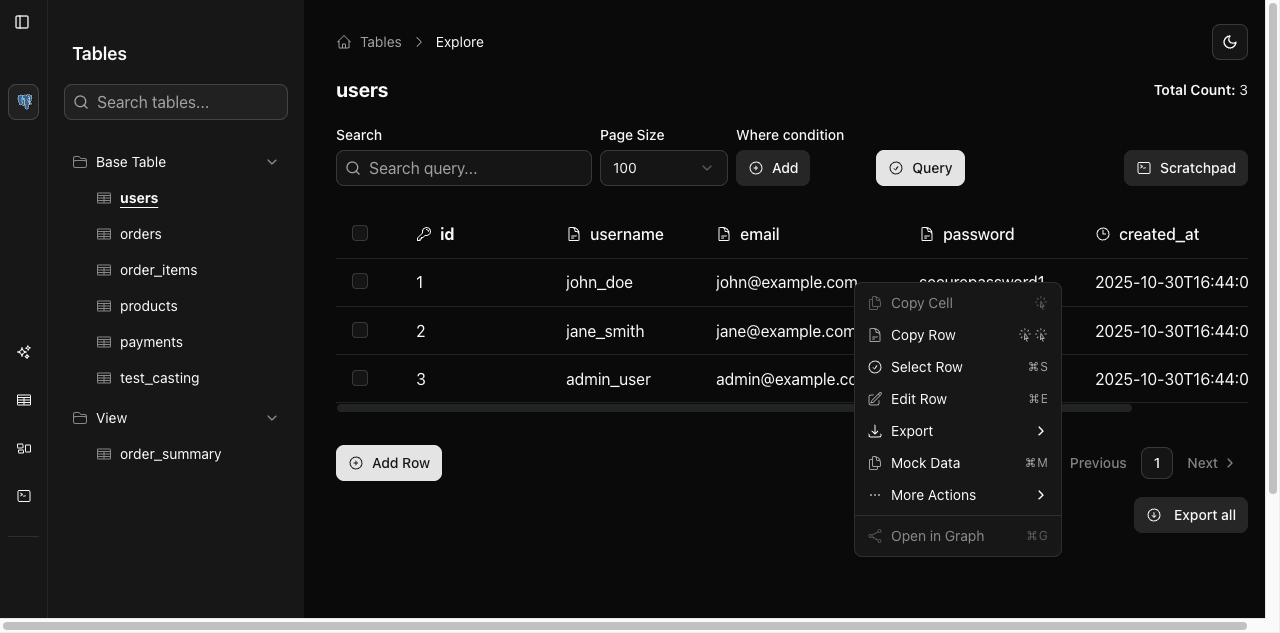 Tables
Search tables...
Base Table
users
orders
order_items
products
payments
test_casting
View
order_summary
Tables > Explore
users
Total Count: 3
Search
Page Size
Where condition
Search query...
100
Add
Query
Scratchpad
id username email password created_at
1 john_doe john@example.com securepassword1 2025-10-30T16:44:0
2 jane_smith jane@example.com 2025-10-30T16:44:0
3 admin_user admin@example.co 2025-10-30T16:44:0
Copy Cell
Copy Row
Select Row ⌘S
Edit Row ⌘E
Export
Mock Data ⌘M
More Actions
Open in Graph ⌘G
Add Row
Previous 1 Next
Export all